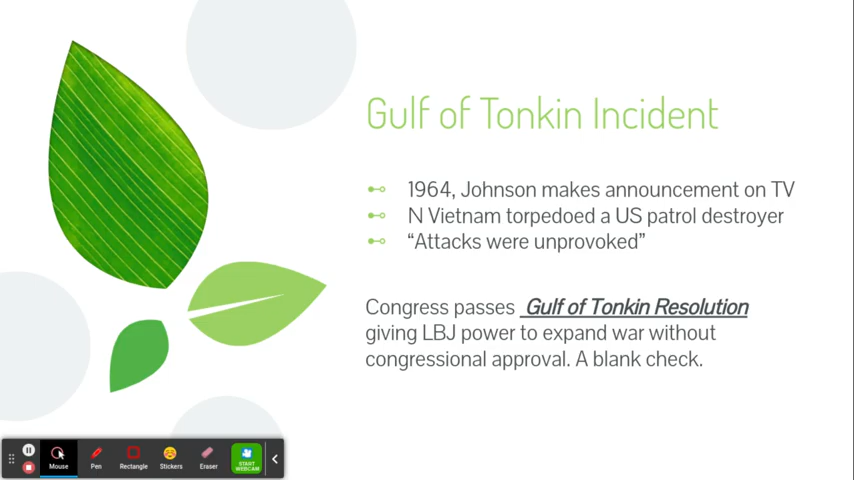 Gulf of Tonkin Incident
1964, Johnson makes announcement on TV
N Vietnam torpedoed a US patrol destroyer
“Attacks were unprovoked”
Congress passes Gulf of Tonkin Resolution
giving LBJ power to expand war without
congressional approval. A blank check.
Mouse Pen Rectangle Stickers Eraser START WEBCAM